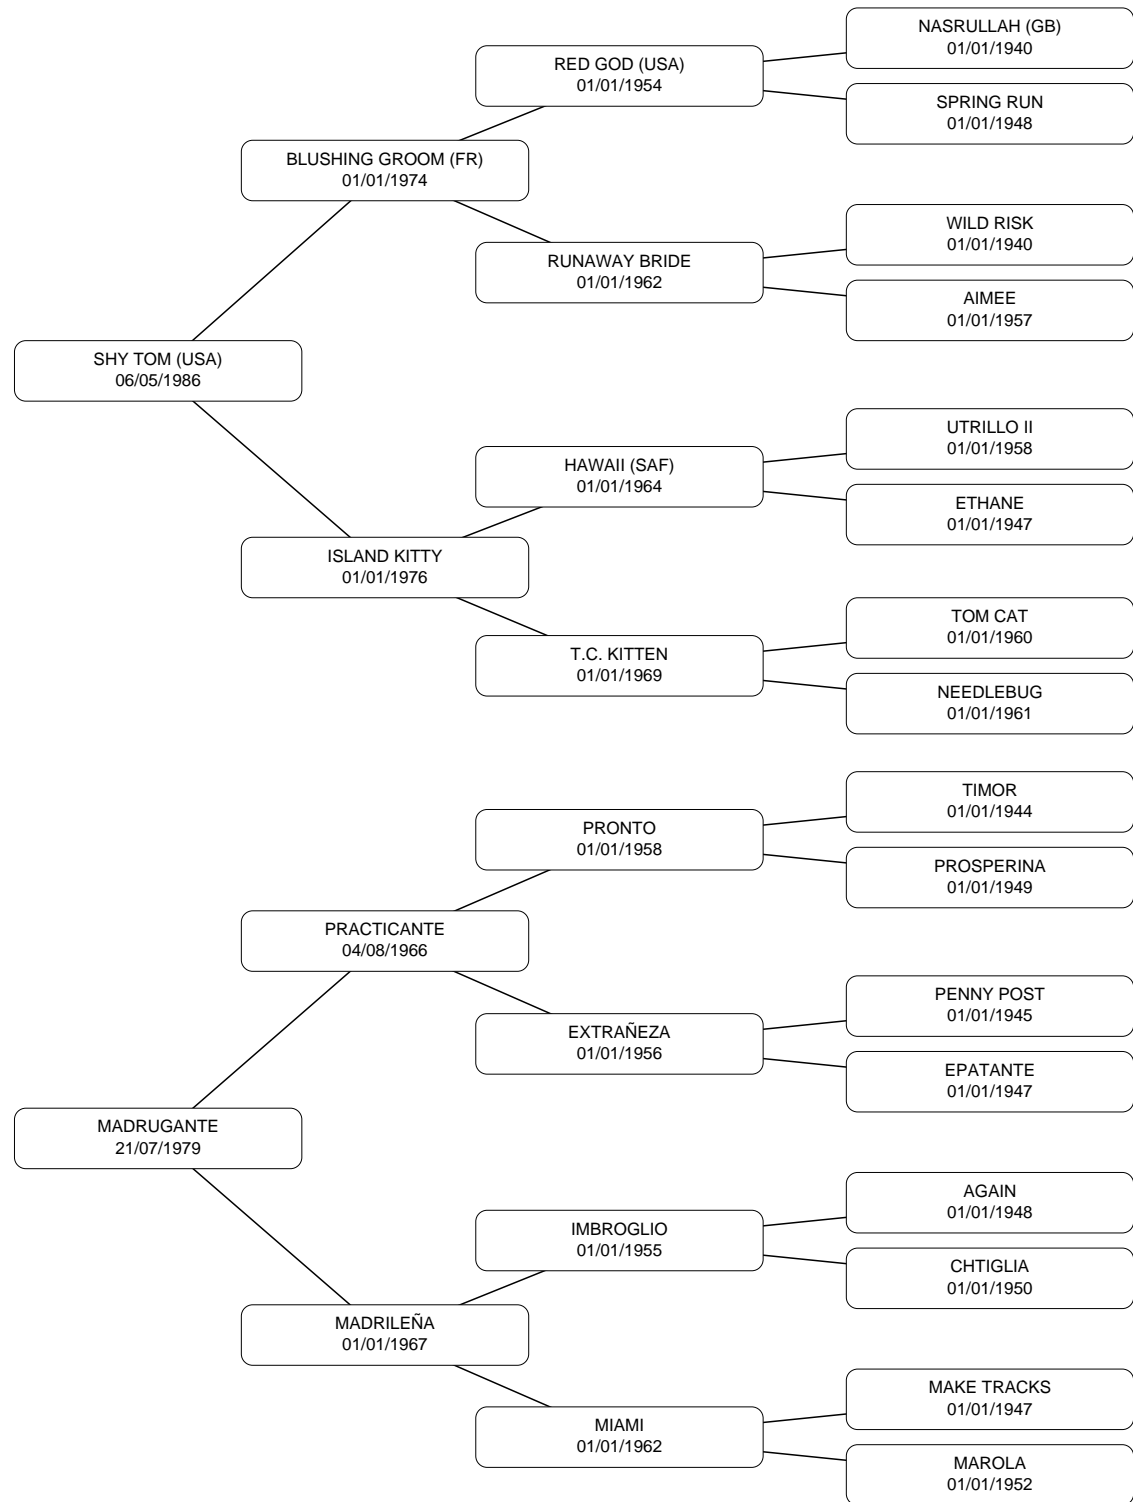 NASRULLAH (GB)
01/01/1940
RED GOD (USA)
01/01/1954
SPRING RUN
01/01/1948
BLUSHING GROOM (FR)
01/01/1974
WILD RISK
01/01/1940
RUNAWAY BRIDE
01/01/1962
AIMEE
01/01/1957
SHY TOM (USA)
06/05/1986
UTRILLO II
01/01/1958
HAWAII (SAF)
01/01/1964
ETHANE
01/01/1947
ISLAND KITTY
01/01/1976
TOM CAT
01/01/1960
T.C. KITTEN
01/01/1969
NEEDLEBUG
01/01/1961
TIMOR
01/01/1944
PRONTO
01/01/1958
PROSPERINA
01/01/1949
PRACTICANTE
04/08/1966
PENNY POST
01/01/1945
EXTRAÑEZA
01/01/1956
EPATANTE
01/01/1947
MADRUGANTE
21/07/1979
AGAIN
01/01/1948
IMBROGLIO
01/01/1955
CHTIGLIA
01/01/1950
MADRILEÑA
01/01/1967
MAKE TRACKS
01/01/1947
MIAMI
01/01/1962
MAROLA
01/01/1952